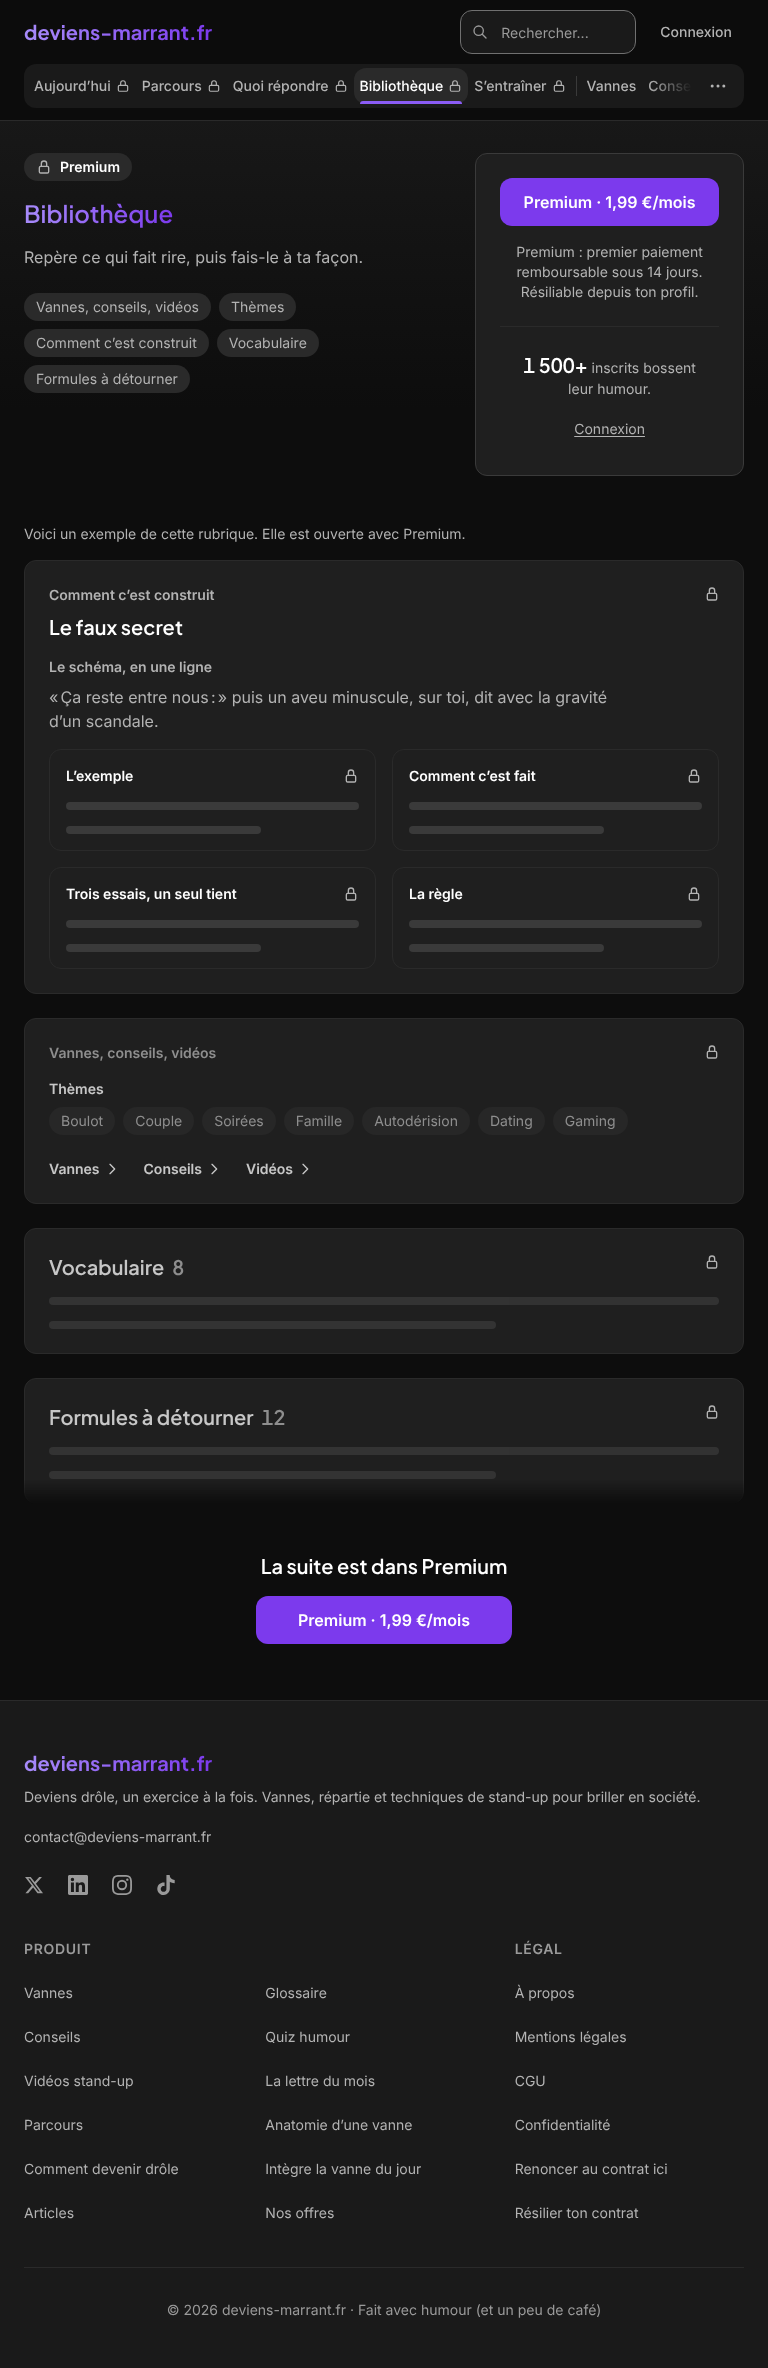 deviens-marrant.fr
Rechercher...
Connexion
Aujourd’hui
Parcours
Quoi répondre
Bibliothèque
S’entraîner
Vannes
Premium
Bibliothèque
Repère ce qui fait rire, puis fais-le à ta façon.
Vannes, conseils, vidéos
Thèmes
Comment c’est construit
Vocabulaire
Formules à détourner
Premium · 1,99 €/mois
Premium : premier paiement
remboursable sous 14 jours.
Résiliable depuis ton profil.
1 500+ inscrits bossent
leur humour.
Connexion
Voici un exemple de cette rubrique. Elle est ouverte avec Premium.
Comment c’est construit
Le faux secret
Le schéma, en une ligne
« Ça reste entre nous : » puis un aveu minuscule, sur toi, dit avec la gravité
d’un scandale.
L’exemple
Comment c’est fait
Trois essais, un seul tient
La règle
Vannes, conseils, vidéos
Thèmes
Boulot
Couple
Soirées
Famille
Autodérision
Dating
Gaming
Vannes
Conseils
Vidéos
Vocabulaire 8
Formules à détourner 12
La suite est dans Premium
Premium · 1,99 €/mois
deviens-marrant.fr
Deviens drôle, un exercice à la fois. Vannes, répartie et techniques de stand-up pour briller en société.
contact@deviens-marrant.fr
PRODUIT
Vannes
Conseils
Vidéos stand-up
Parcours
Comment devenir drôle
Articles
Glossaire
Quiz humour
La lettre du mois
Anatomie d’une vanne
Intègre la vanne du jour
Nos offres
LÉGAL
À propos
Mentions légales
CGU
Confidentialité
Renoncer au contrat ici
Résilier ton contrat
© 2026 deviens-marrant.fr · Fait avec humour (et un peu de café)